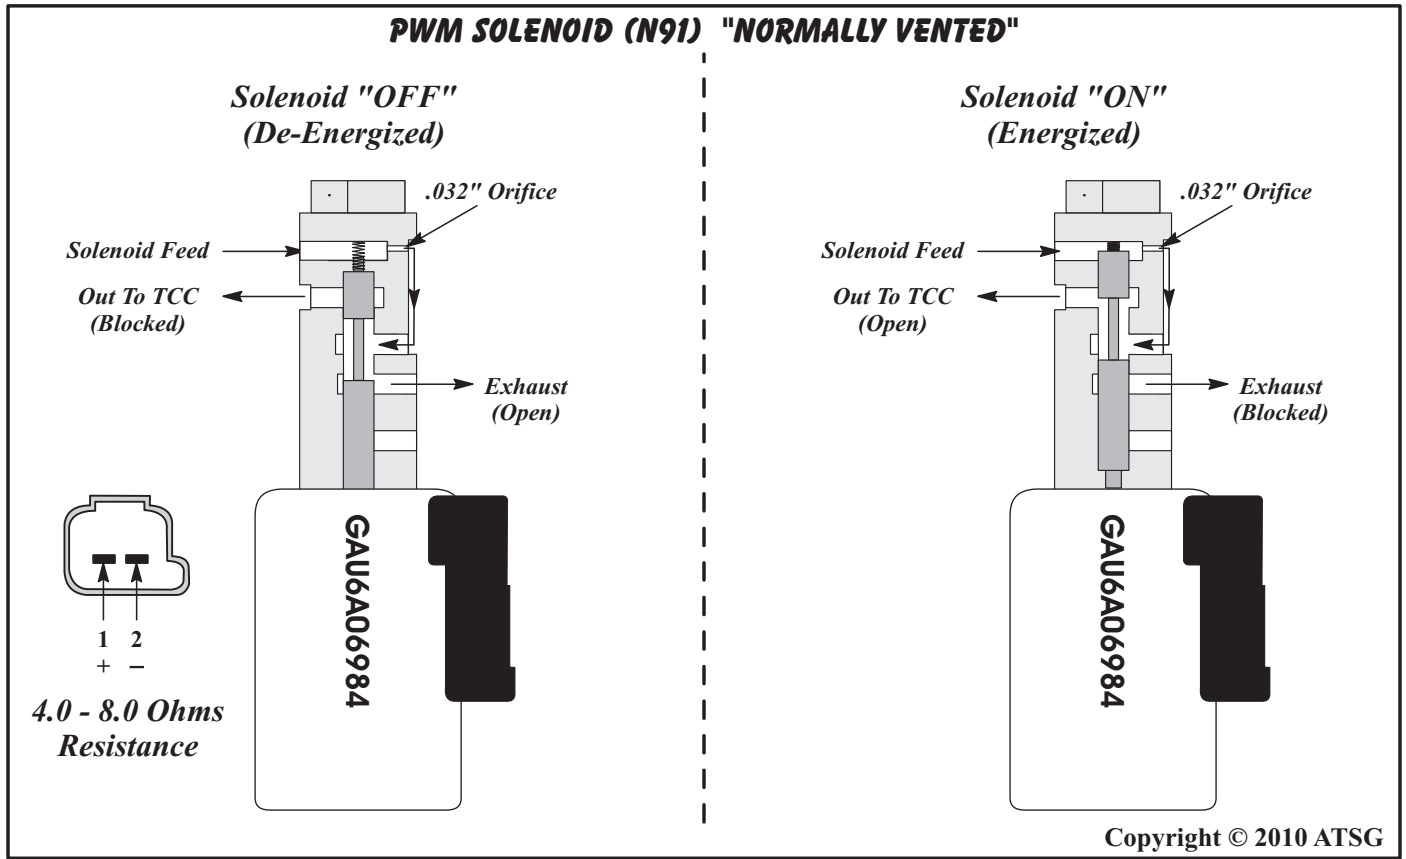 PWM SOLENOID (N91) "NORMALLY VENTED"
Solenoid "OFF"
(De-Energized)
.032" Orifice
Solenoid Feed
Out To TCC
(Blocked)
Exhaust
(Open)
GAU6A06984
1 2
+ –
4.0 - 8.0 Ohms
Resistance
Solenoid "ON"
(Energized)
.032" Orifice
Solenoid Feed
Out To TCC
(Open)
Exhaust
(Blocked)
GAU6A06984
Copyright © 2010 ATSG